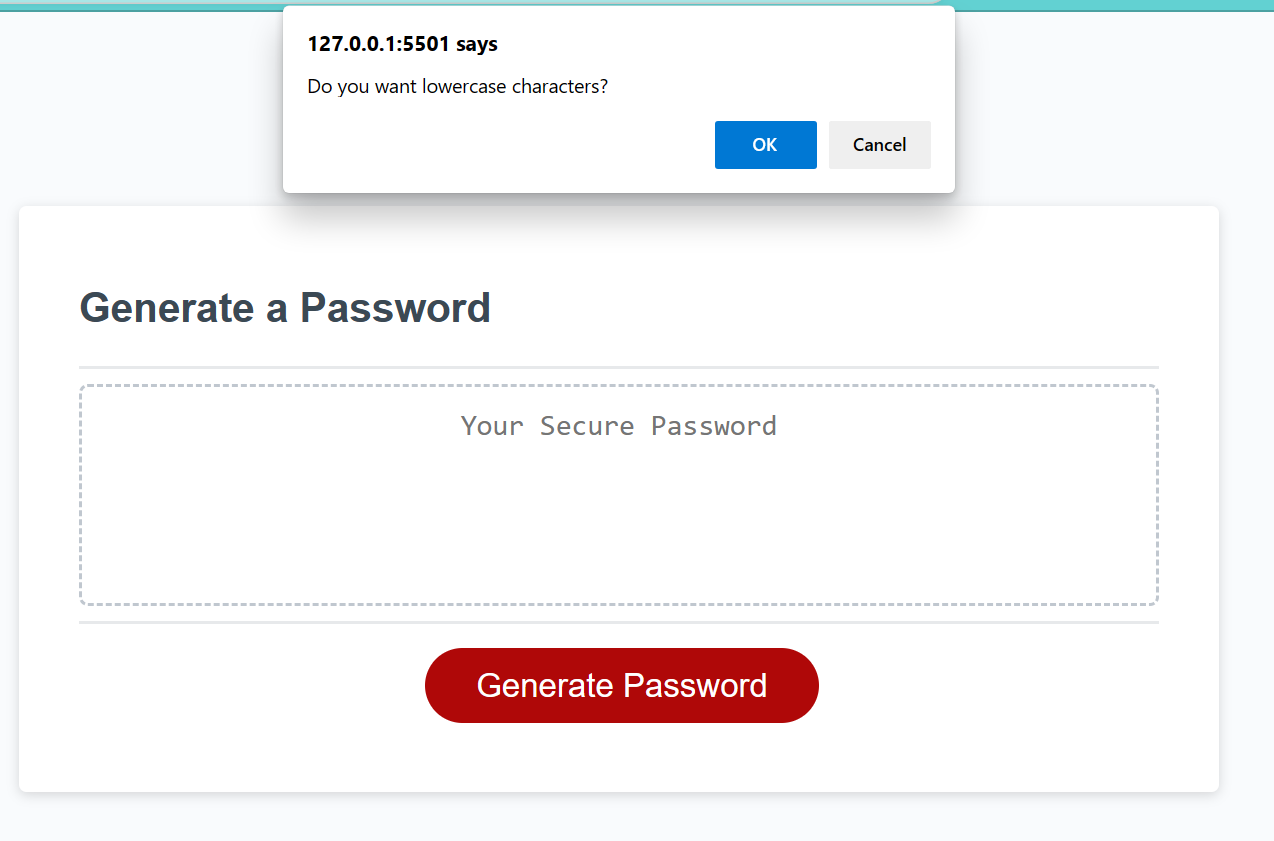 127.0.0.1:5501 says
Do you want lowercase characters?
OK Cancel
Generate a Password
Your Secure Password
Generate Password